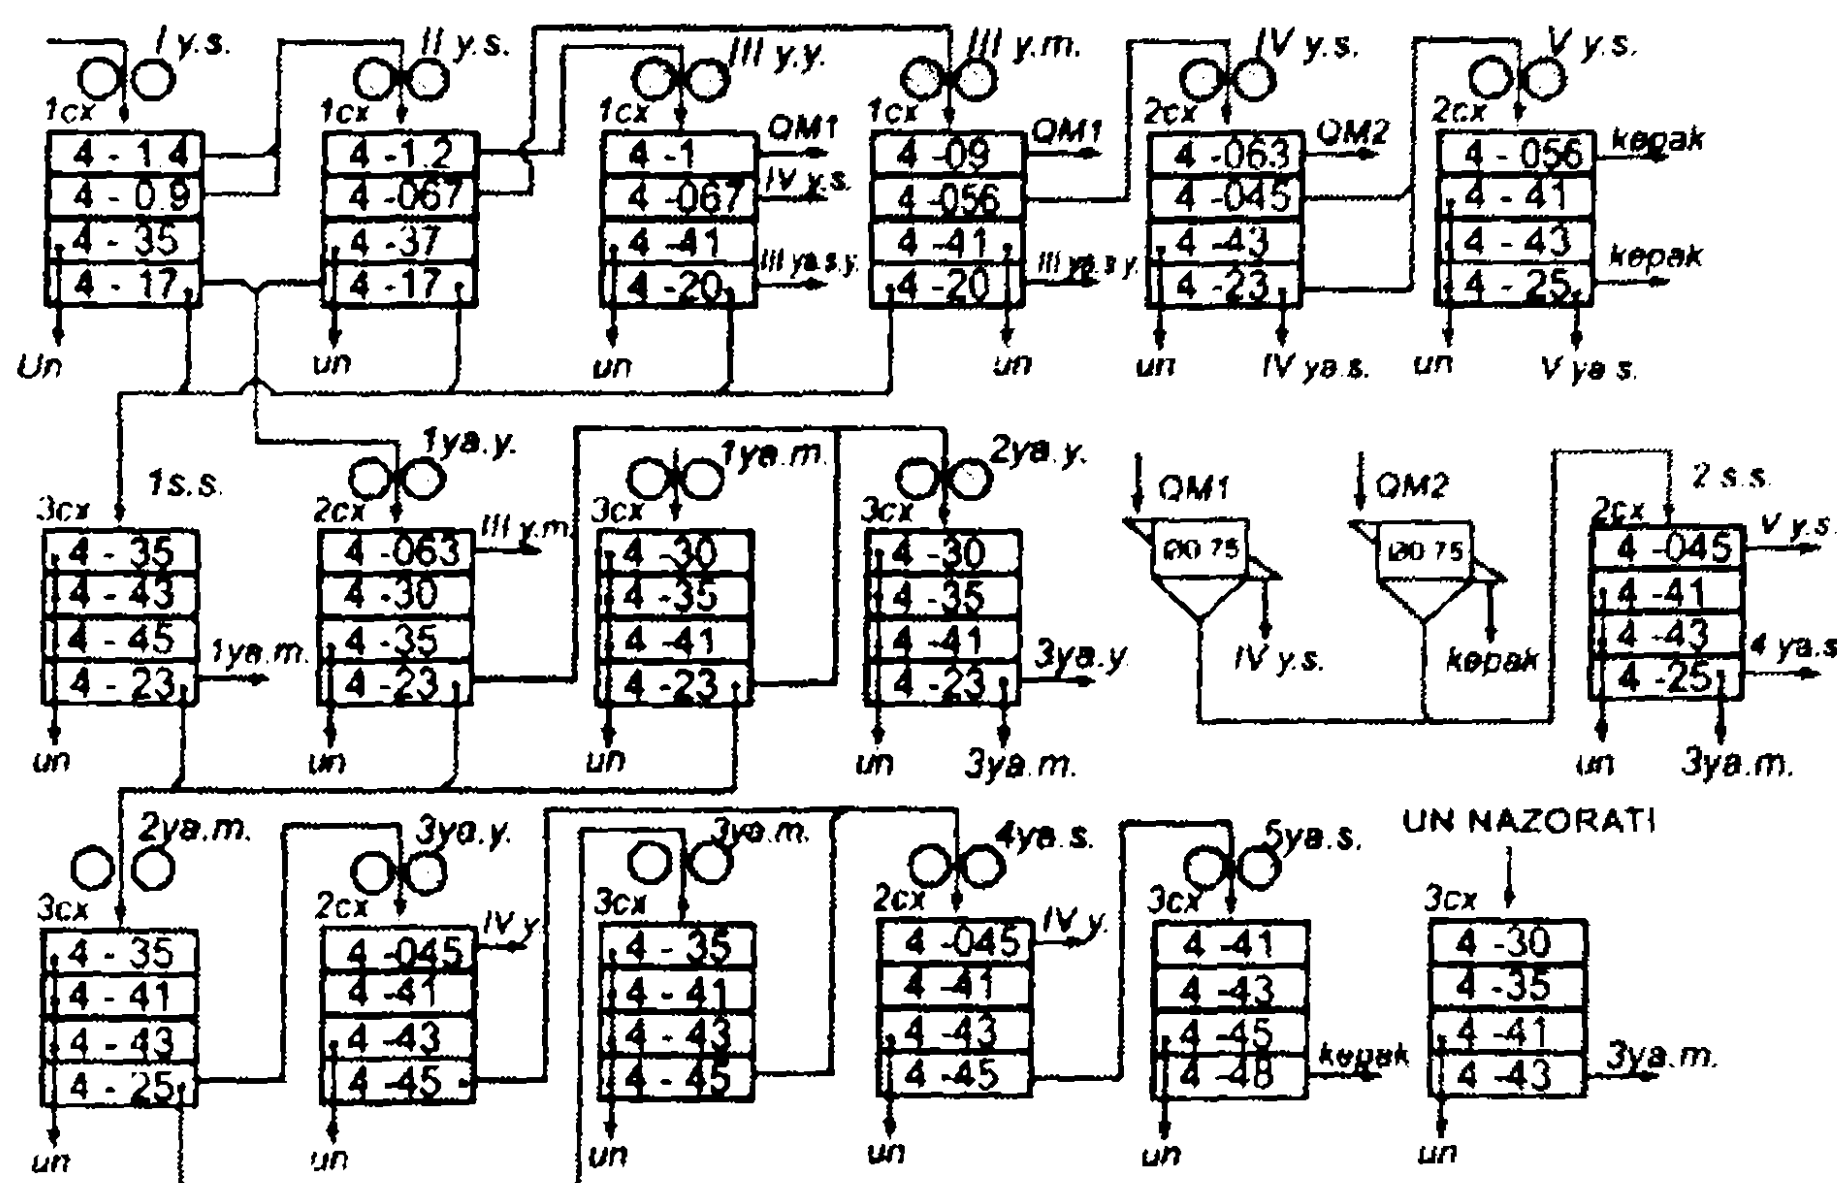 I y.s. II y.s. III y.y. III y.m. IV y.s. V y.s.
1cx 1cx 1cx 1cx 2cx 2cx
4 - 1 4 4 -1.2 4 -1 QM1 4 -09 QM1 4 -063 QM2 4 - 056 kepak
4 - 0.9 4 -067 4 -067 IV y.s. 4 -056 4 -045 4 - 41
4 - 35 4 -37 4 -41 4 -41 4 -43 4 - 43
4 - 17 4 -17 4 -20 III ya.s.y. 4 -20 III ya.s.y. 4 -23 4 - 25 kepak
Un un un un un IV ya.s. un V ya.s.
1s.s. 1ya.y. 1ya.m. 2ya.y. QM1 QM2 2 s.s.
3cx 2cx 3cx 3cx 2cx
4 - 35 4 -063 III y.m. 4 -30 4 -30 Ø0 75 Ø0 75 4 -045 V y.s.
4 - 43 4 -30 4 -35 4 -35 4 -41
4 - 45 4 -35 4 -41 4 -41 4 -43
4 - 23 1ya.m. 4 -23 4 -23 4 -23 3ya.y. IV y.s. kepak 4 -25 4 ya.s
un un un un 3ya.m. un 3ya.m.
2ya.m. 3ya.y. 3ya.m. 4ya.s. 5ya.s. UN NAZORATI
3cx 2cx 3cx 2cx 3cx 3cx
4 - 35 4 -045 IV y. 4 - 35 4 -045 IV y. 4 -41 4 -30
4 - 41 4 -41 4 - 41 4 -41 4 -43 4 -35
4 - 43 4 -43 4 - 43 4 -43 4 -45 4 -41
4 - 25 4 -45 4 - 45 4 -45 4 -48 kepak 4 -43 3ya.m.
un un un un un un